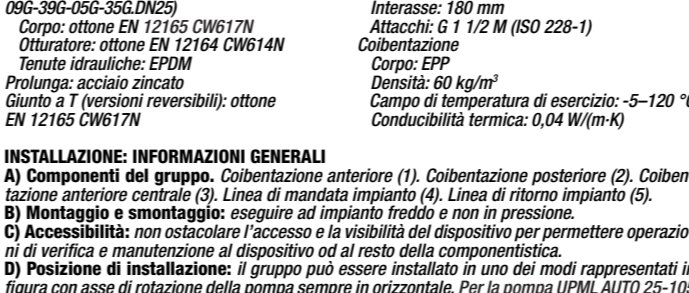 09G-39G-05G-35G.DN25)
Corpo: ottone EN 12165 CW617N
Otturatore: ottone EN 12164 CW614N
Tenute idrauliche: EPDM
Prolunga: acciaio zincato
Giunto a T (versioni reversibili): ottone
EN 12165 CW617N
Interasse: 180 mm
Attacchi: G 1 1/2 M (ISO 228-1)
Coibentazione
Corpo: EPP
Densità: 60 kg/m³
Campo di temperatura di esercizio: -5–120 °C
Conducibilità termica: 0,04 W/(m·K)
INSTALLAZIONE: INFORMAZIONI GENERALI
A) Componenti del gruppo. Coibentazione anteriore (1). Coibentazione posteriore (2). Coiben-
tazione anteriore centrale (3). Linea di mandata impianto (4). Linea di ritorno impianto (5).
B) Montaggio e smontaggio: eseguire ad impianto freddo e non in pressione.
C) Accessibilità: non ostacolare l'accesso e la visibilità del dispositivo per permettere operazio-
ni di verifica e manutenzione al dispositivo od al resto della componentistica.
D) Posizione di installazione: il gruppo può essere installato in uno dei modi rappresentati in
figura con asse di rotazione della pompa sempre in orizzontale. Per la pompa UPML AUTO 25-105